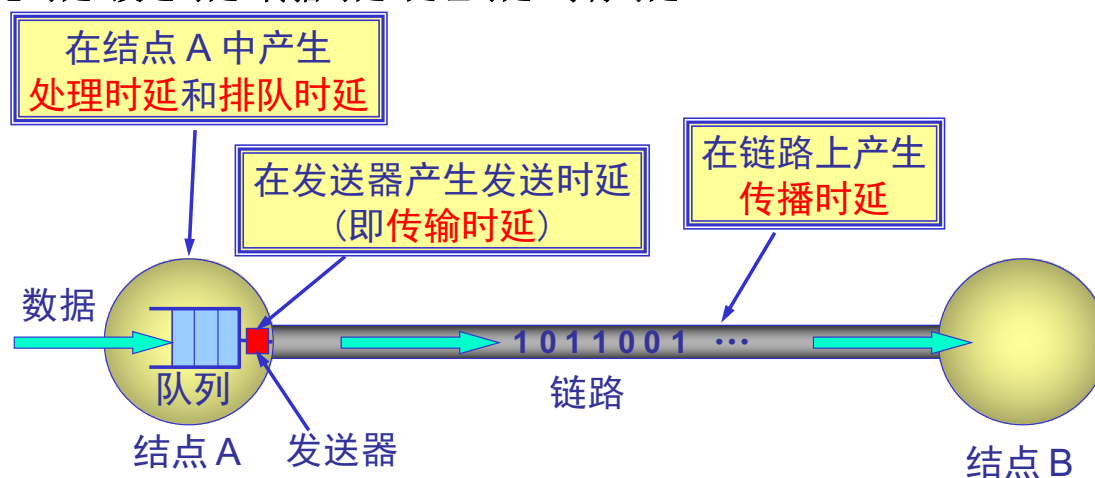 在结点 A 中产生
处理时延和排队时延
在发送器产生发送时延
(即传输时延)
在链路上产生
传播时延
数据
1 0 1 1 0 0 1 …
队列
链路
结点 A
发送器
结点 B